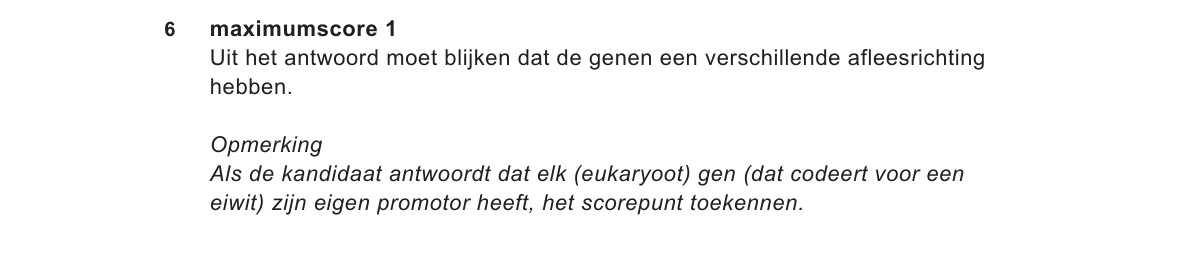 6 maximumscore 1
Uit het antwoord moet blijken dat de genen een verschillende afleesrichting
hebben.
Opmerking
Als de kandidaat antwoordt dat elk (eukaryoot) gen (dat codeert voor een
eiwit) zijn eigen promotor heeft, het scorepunt toekennen.